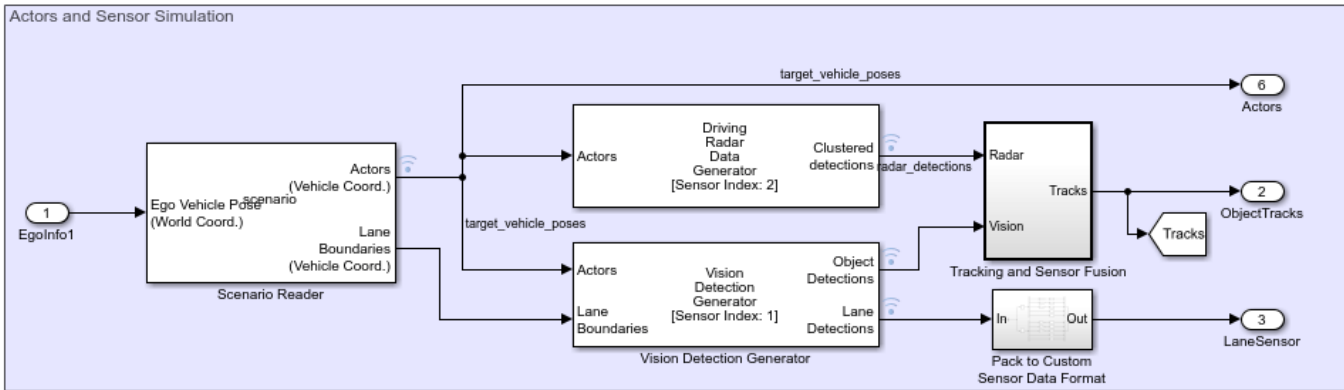 Actors and Sensor Simulation
target_vehicle_poses
6
Actors
Driving
Radar
Data
Generator
[Sensor Index: 2]
Actors
Clustered
detections
radar_detections
Radar
Vision
Tracks
Tracking and Sensor Fusion
2
ObjectTracks
Tracks
1
EgoInfo1
Ego Vehicle Pose
(World Coord.)
scenario
Actors
(Vehicle Coord.)
Lane
Boundaries
(Vehicle Coord.)
Scenario Reader
target_vehicle_poses
Actors
Lane
Boundaries
Vision
Detection
Generator
[Sensor Index: 1]
Object
Detections
Lane
Detections
Vision Detection Generator
In
Out
Pack to Custom
Sensor Data Format
3
LaneSensor